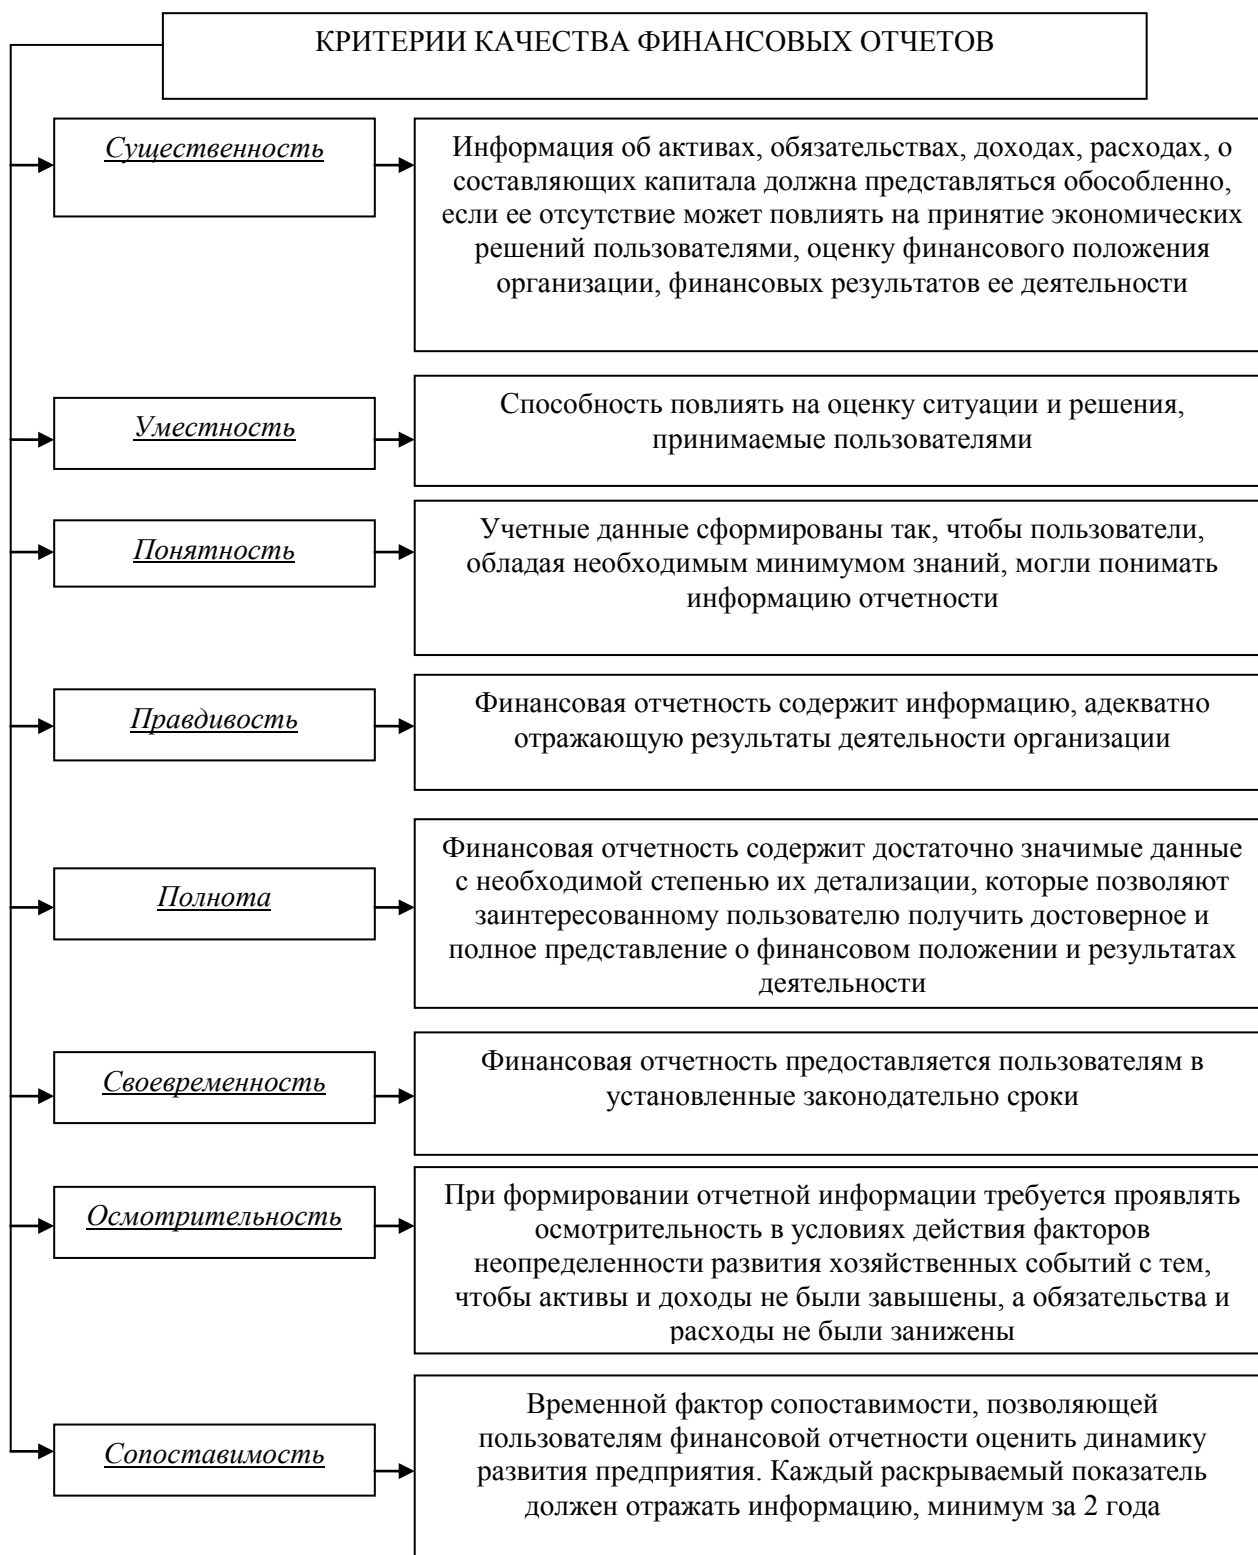 КРИТЕРИИ КАЧЕСТВА ФИНАНСОВЫХ ОТЧЕТОВ
Существенность
Информация об активах, обязательствах, доходах, расходах, о
составляющих капитала должна представляться обособленно,
если ее отсутствие может повлиять на принятие экономических
решений пользователями, оценку финансового положения
организации, финансовых результатов ее деятельности
Уместность
Способность повлиять на оценку ситуации и решения,
принимаемые пользователями
Понятность
Учетные данные сформированы так, чтобы пользователи,
обладая необходимым минимумом знаний, могли понимать
информацию отчетности
Правдивость
Финансовая отчетность содержит информацию, адекватно
отражающую результаты деятельности организации
Полнота
Финансовая отчетность содержит достаточно значимые данные
с необходимой степенью их детализации, которые позволяют
заинтересованному пользователю получить достоверное и
полное представление о финансовом положении и результатах
деятельности
Своевременность
Финансовая отчетность предоставляется пользователям в
установленные законодательно сроки
Осмотрительность
При формировании отчетной информации требуется проявлять
осмотрительность в условиях действия факторов
неопределенности развития хозяйственных событий с тем,
чтобы активы и доходы не были завышены, а обязательства и
расходы не были занижены
Сопоставимость
Временной фактор сопоставимости, позволяющей
пользователям финансовой отчетности оценить динамику
развития предприятия. Каждый раскрываемый показатель
должен отражать информацию, минимум за 2 года